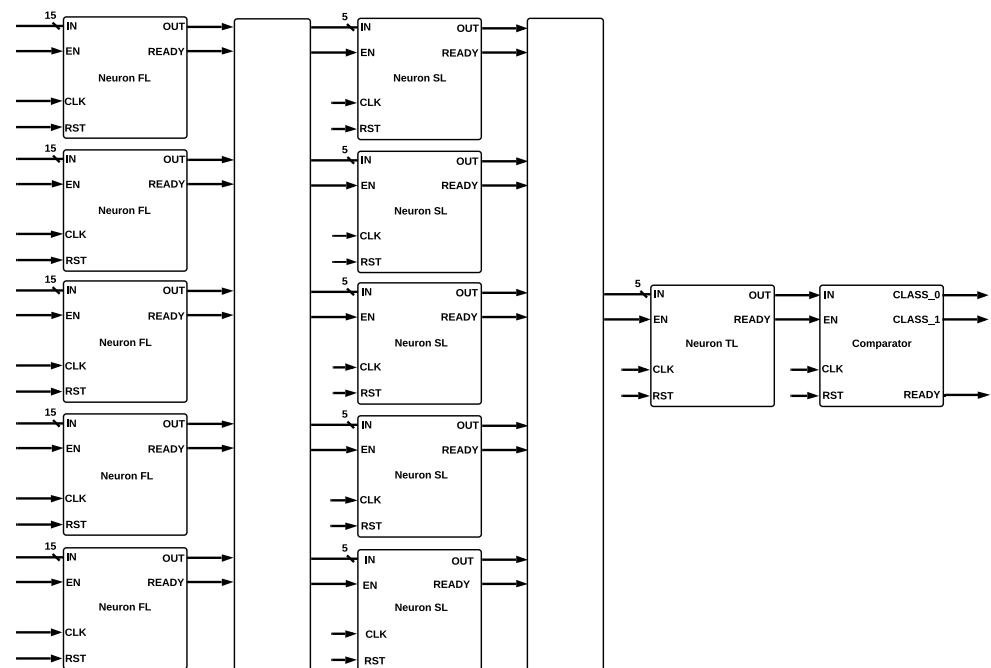 15 IN OUT
EN READY
Neuron FL
CLK
RST
5 IN OUT
EN READY
Neuron SL
CLK
RST
15 IN OUT
EN READY
Neuron FL
CLK
RST
5 IN OUT
EN READY
Neuron SL
CLK
RST
15 IN OUT
EN READY
Neuron FL
CLK
RST
5 IN OUT
EN READY
Neuron SL
CLK
RST
5 IN OUT
EN READY
Neuron TL
CLK
RST
IN CLASS_0
EN CLASS_1
Comparator
CLK
RST READY
15 IN OUT
EN READY
Neuron FL
CLK
RST
5 IN OUT
EN READY
Neuron SL
CLK
RST
15 IN OUT
EN READY
Neuron FL
CLK
RST
5 IN OUT
EN READY
Neuron SL
CLK
RST